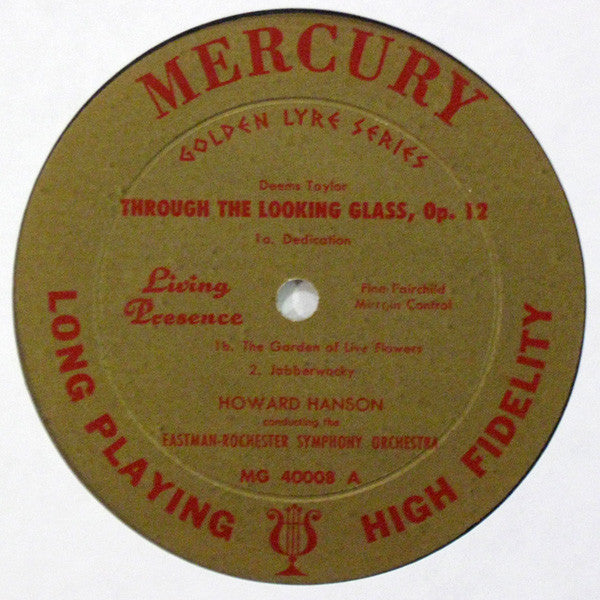 MERCURY
GOLDEN LYRE SERIES
Deems Taylor
THROUGH THE LOOKING GLASS, Op. 12
1a. Dedication
Living
Presence
Fine Fairchild
Margin Control
1b. The Garden of Live Flowers
2. Jabberwocky
HOWARD HANSON
conducting the
EASTMAN-ROCHESTER SYMPHONY ORCHESTRA
MG 40008 A
LONG PLAYING
HIGH FIDELITY